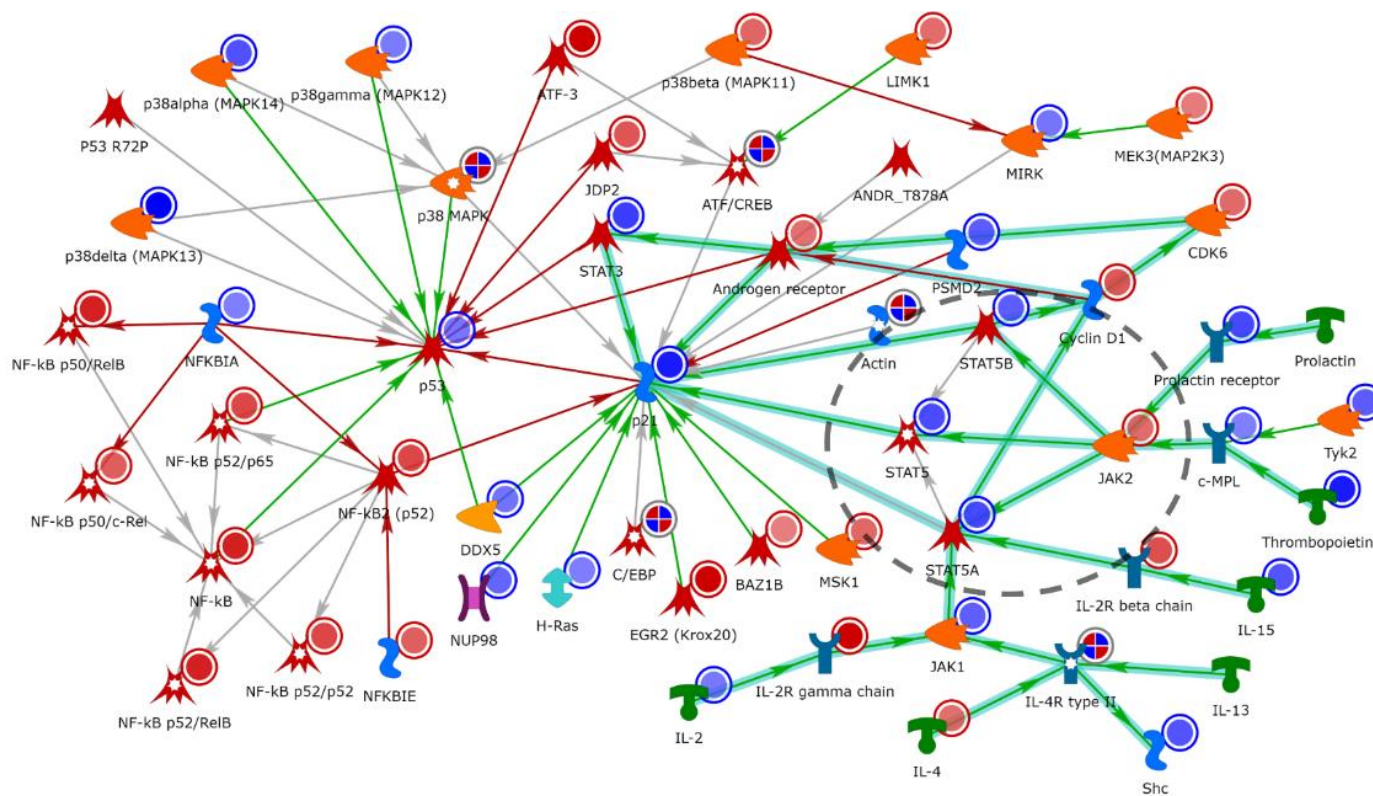 p38alpha (MAPK14)
p38gamma (MAPK12)
ATF-3
p38beta (MAPK11)
LIMK1
P53 R72P
p38 MAPK
JDP2
ATF/CREB
ANDR_T878A
MIRK
MEK3(MAP2K3)
p38delta (MAPK13)
STAT3
Androgen receptor
PSMD2
CDK6
NF-kB p50/RelB
NFKBIA
p53
p21
Actin
STAT5B
Cyclin D1
Prolactin receptor
Prolactin
NF-kB p52/p65
NF-kB p50/c-Rel
NF-kB2 (p52)
STAT5
JAK2
c-MPL
Tyk2
NF-kB
DDX5
C/EBP
BAZ1B
MSK1
STAT5A
Thrombopoietin
NUP98
H-Ras
EGR2 (Krox20)
IL-2R beta chain
IL-15
NF-kB p52/RelB
NF-kB p52/p52
NFKBIE
IL-2R gamma chain
JAK1
IL-4R type II
IL-13
IL-2
IL-4
Shc